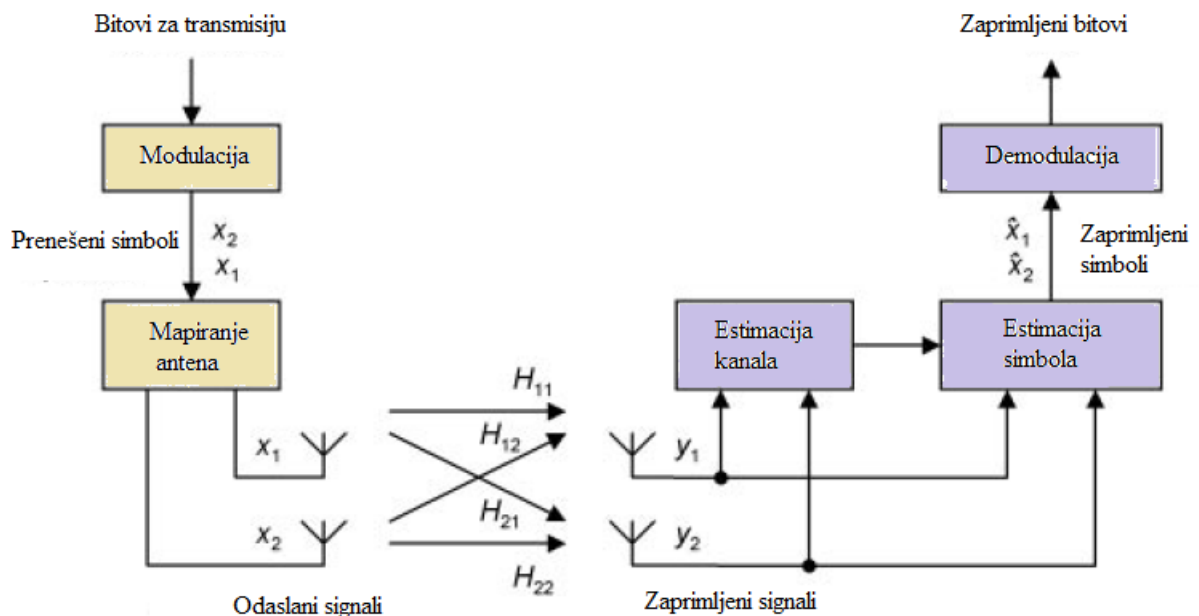 Bitovi za transmisiju
Zaprimljeni bitovi
Modulacija
Demodulacija
Prenešeni simboli
x₂
x₁
x̂₁
x̂₂
Zaprimljeni
simboli
Mapiranje
antena
Estimacija
kanala
Estimacija
simbola
H₁₁
H₁₂
x₁
y₁
H₂₁
x₂
y₂
H₂₂
Odaslani signali
Zaprimljeni signali